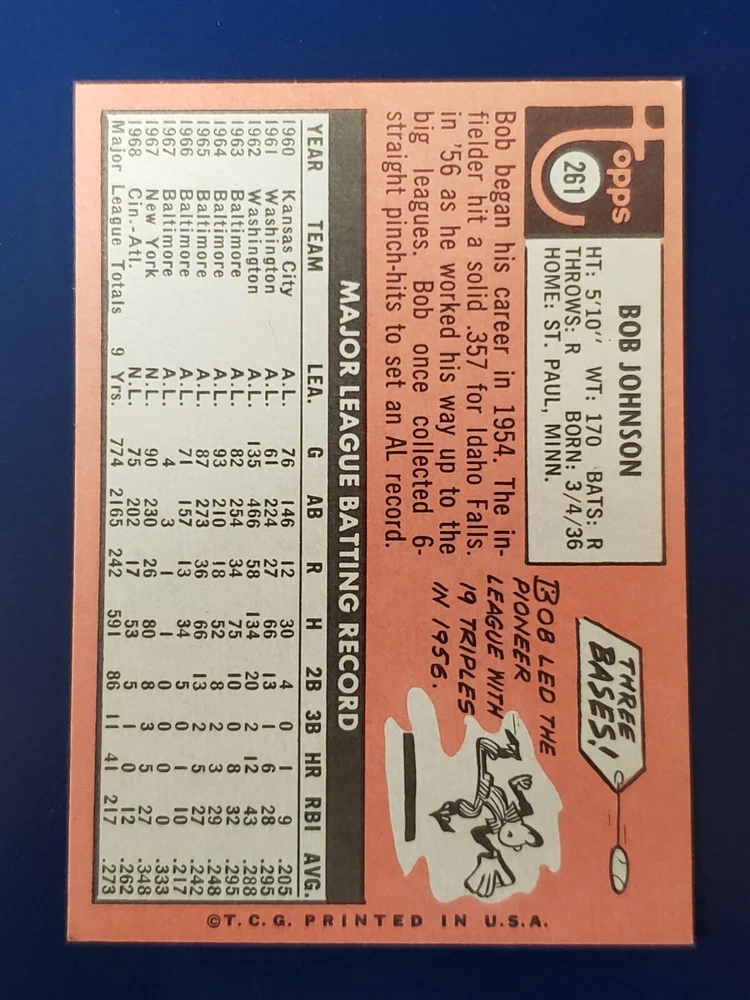 Topps
261
BOB JOHNSON
HT: 5'10" WT: 170 BATS: R
THROWS: R BORN: 3/4/36
HOME: ST. PAUL, MINN.
THREE
BASES!
Bob began his career in 1954. The in-
fielder hit a solid .357 for Idaho Falls.
in '56 as he worked his way up to the
big leagues. Bob once collected 6-
straight pinch-hits to set an AL record.
BOB LED THE
PIONEER
LEAGUE WITH
19 TRIPLES
IN 1956.
MAJOR LEAGUE BATTING RECORD
YEAR TEAM LEA. G AB R H 2B 3B HR RBI AVG.
1960 Kansas City A.L. 76 146 12 30 4 0 1 9 .205
1961 Washington A.L. 61 224 27 66 13 1 6 28 .295
1962 Washington A.L. 135 466 58 134 20 2 12 43 .288
1963 Baltimore A.L. 82 254 34 75 10 0 8 32 .295
1964 Baltimore A.L. 93 210 18 52 8 2 3 29 .248
1965 Baltimore A.L. 87 273 36 66 13 2 5 27 .242
1966 Baltimore A.L. 71 157 13 34 5 0 1 10 .217
1967 Baltimore A.L. 4 3 1 1 0 0 0 0 .333
1967 New York N.L. 90 230 26 80 8 3 5 27 .348
1968 Cin.-Atl. N.L. 75 202 17 53 5 1 0 12 .262
Major League Totals 9 Yrs. 774 2165 242 591 86 11 41 217 .273
©T.C.G. PRINTED IN U.S.A.